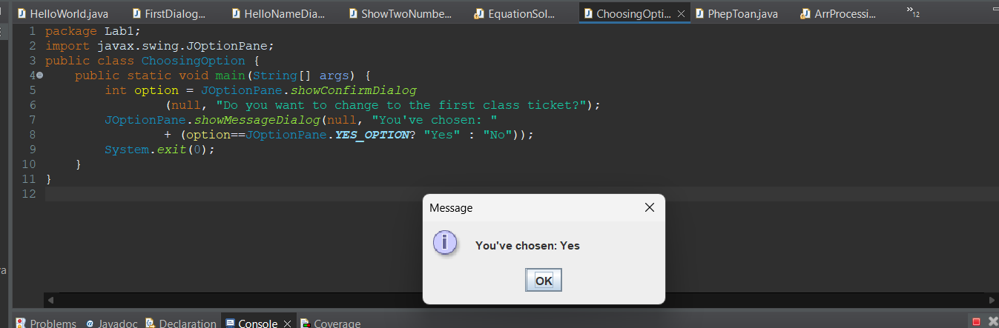 HelloWorld.java FirstDialog... HelloNameDia... ShowTwoNumbe... EquationSol... ChoosingOpti... PhepToan.java ArrProcessi... »12
1 package Lab1;
2 import javax.swing.JOptionPane;
3 public class ChoosingOption {
4 public static void main(String[] args) {
5 int option = JOptionPane.showConfirmDialog
6 (null, "Do you want to change to the first class ticket?");
7 JOptionPane.showMessageDialog(null, "You've chosen: "
8 + (option==JOptionPane.YES_OPTION? "Yes" : "No"));
9 System.exit(0);
10 }
11 }
12
Message
You've chosen: Yes
OK
va
Problems Javadoc Declaration Console Coverage